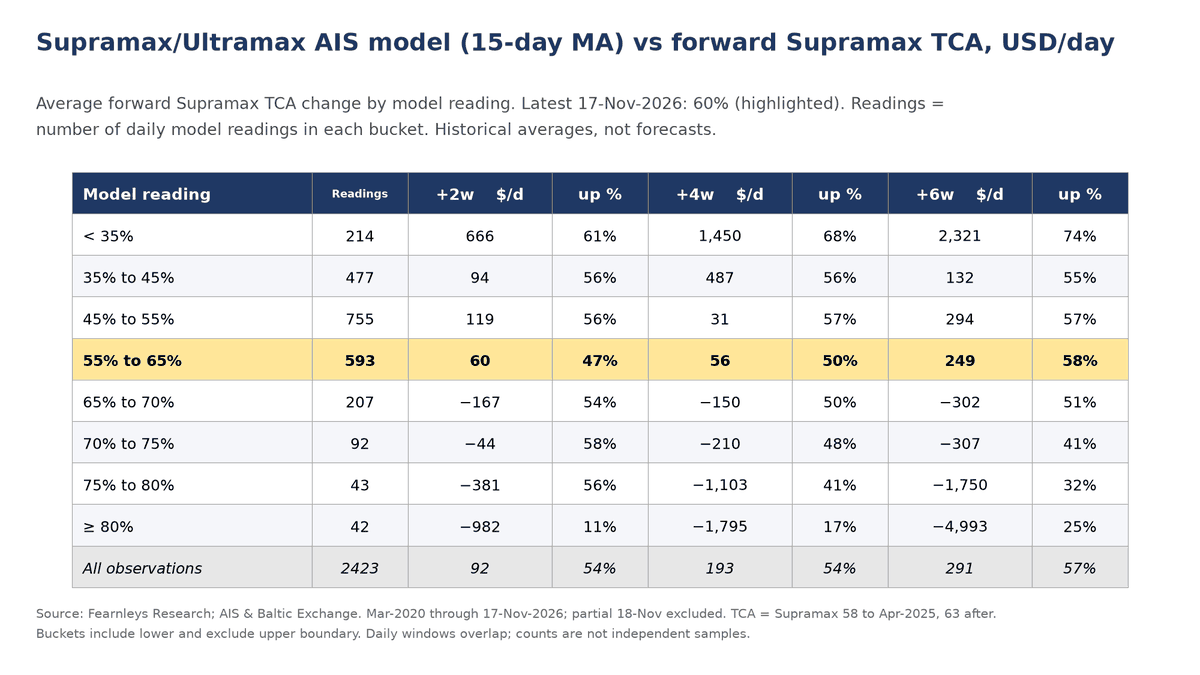 Supramax/Ultramax AIS model (15-day MA) vs forward Supramax TCA, USD/day
Average forward Supramax TCA change by model reading. Latest 17-Nov-2026: 60% (highlighted). Readings =
number of daily model readings in each bucket. Historical averages, not forecasts.
Model reading Readings +2w $/d up % +4w $/d up % +6w $/d up %
< 35% 214 666 61% 1,450 68% 2,321 74%
35% to 45% 477 94 56% 487 56% 132 55%
45% to 55% 755 119 56% 31 57% 294 57%
55% to 65% 593 60 47% 56 50% 249 58%
65% to 70% 207 −167 54% −150 50% −302 51%
70% to 75% 92 −44 58% −210 48% −307 41%
75% to 80% 43 −381 56% −1,103 41% −1,750 32%
≥ 80% 42 −982 11% −1,795 17% −4,993 25%
All observations 2423 92 54% 193 54% 291 57%
Source: Fearnleys Research; AIS & Baltic Exchange. Mar-2020 through 17-Nov-2026; partial 18-Nov excluded. TCA = Supramax 58 to Apr-2025, 63 after.
Buckets include lower and exclude upper boundary. Daily windows overlap; counts are not independent samples.